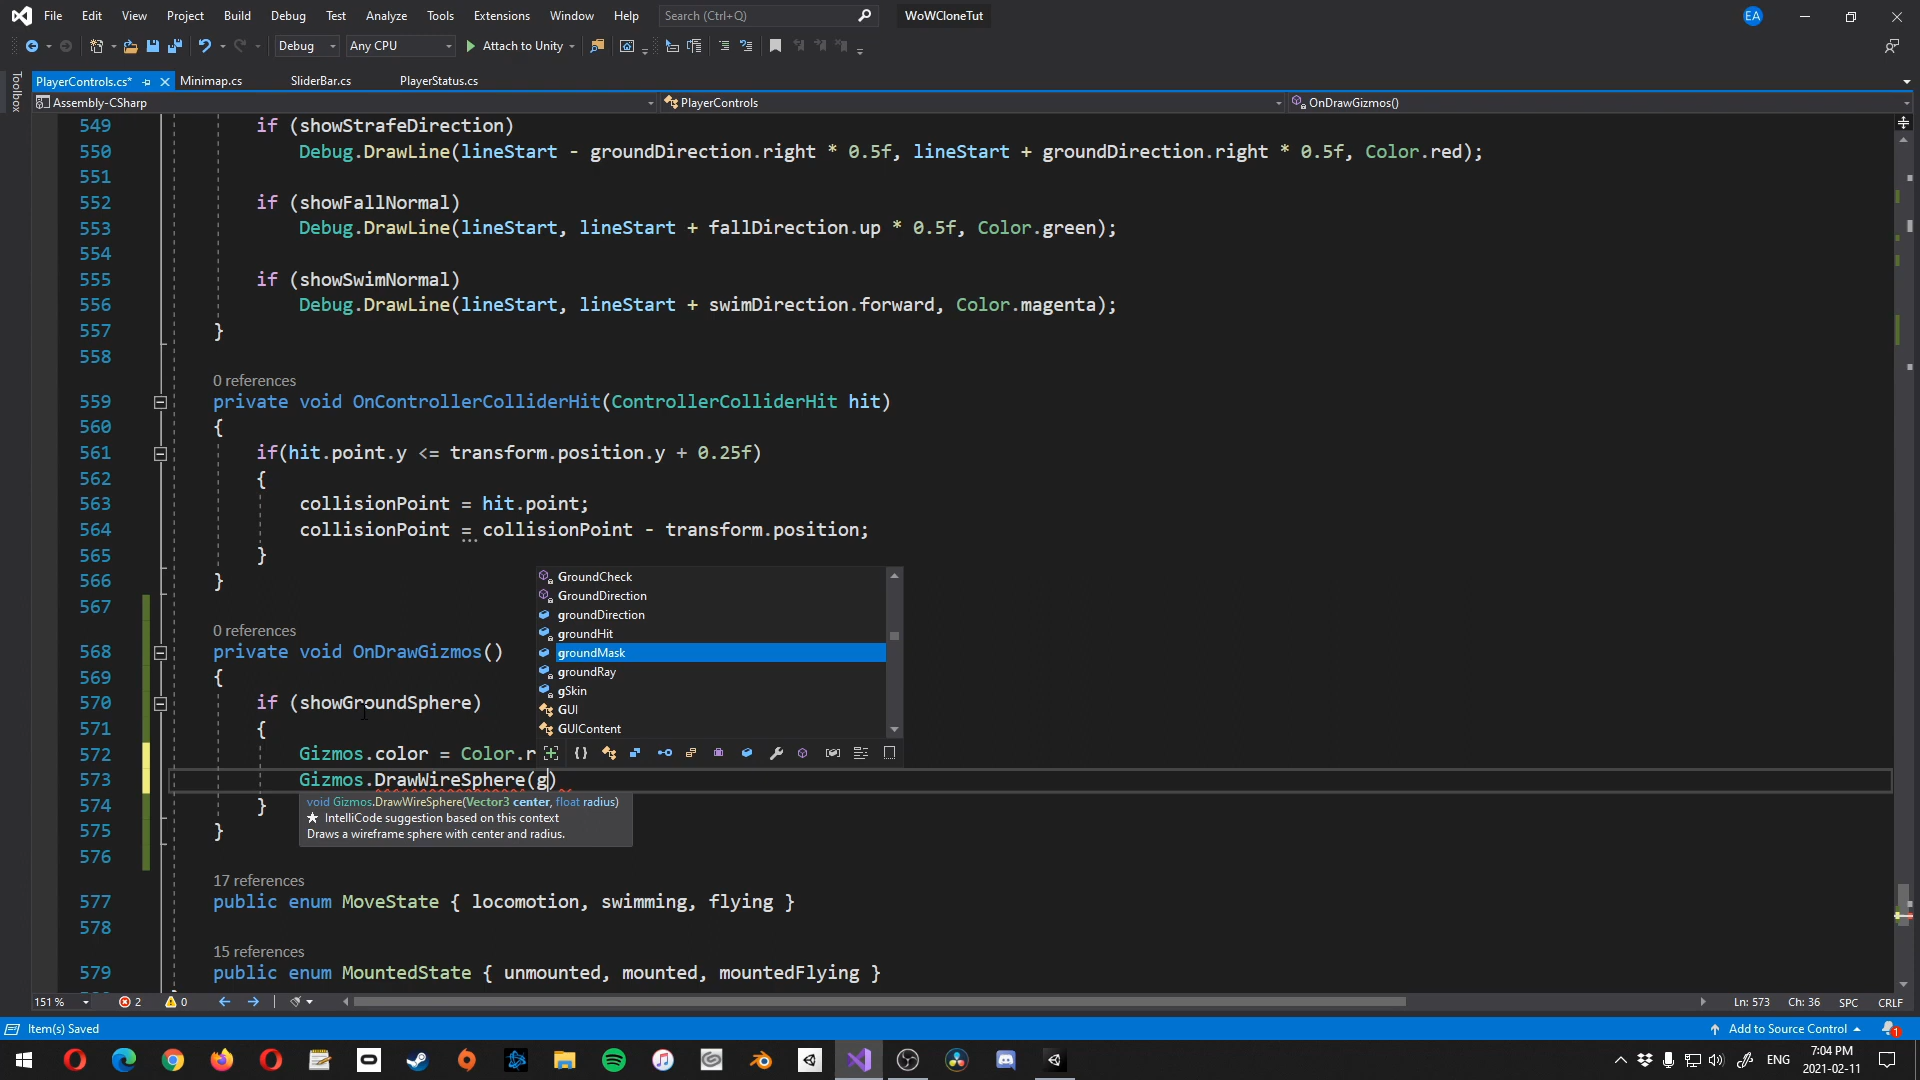 File Edit View Project Build Debug Test Analyze Tools Extensions Window Help Search (Ctrl+Q) WoWCloneTut EA
Debug Any CPU Attach to Unity
Toolbox
PlayerControls.cs* Minimap.cs SliderBar.cs PlayerStatus.cs
Assembly-CSharp PlayerControls OnDrawGizmos()
549 if (showStrafeDirection)
550 Debug.DrawLine(lineStart - groundDirection.right * 0.5f, lineStart + groundDirection.right * 0.5f, Color.red);
551
552 if (showFallNormal)
553 Debug.DrawLine(lineStart, lineStart + fallDirection.up * 0.5f, Color.green);
554
555 if (showSwimNormal)
556 Debug.DrawLine(lineStart, lineStart + swimDirection.forward, Color.magenta);
557 }
558
0 references
559 private void OnControllerColliderHit(ControllerColliderHit hit)
560 {
561 if(hit.point.y <= transform.position.y + 0.25f)
562 {
563 collisionPoint = hit.point;
564 collisionPoint = collisionPoint - transform.position;
565 }
566 }
567
0 references
568 private void OnDrawGizmos()
569 {
570 if (showGroundSphere)
571 {
572 Gizmos.color = Color.r
573 Gizmos.DrawWireSphere(g)
574 }
575 }
576
17 references
577 public enum MoveState { locomotion, swimming, flying }
578
15 references
579 public enum MountedState { unmounted, mounted, mountedFlying }
GroundCheck
GroundDirection
groundDirection
groundHit
groundMask
groundRay
gSkin
GUI
GUIContent
void Gizmos.DrawWireSphere(Vector3 center, float radius)
★ IntelliCode suggestion based on this context
Draws a wireframe sphere with center and radius.
151 % 2 0 Ln: 573 Ch: 36 SPC CRLF
Item(s) Saved Add to Source Control 1
ENG 7:04 PM
2021-02-11